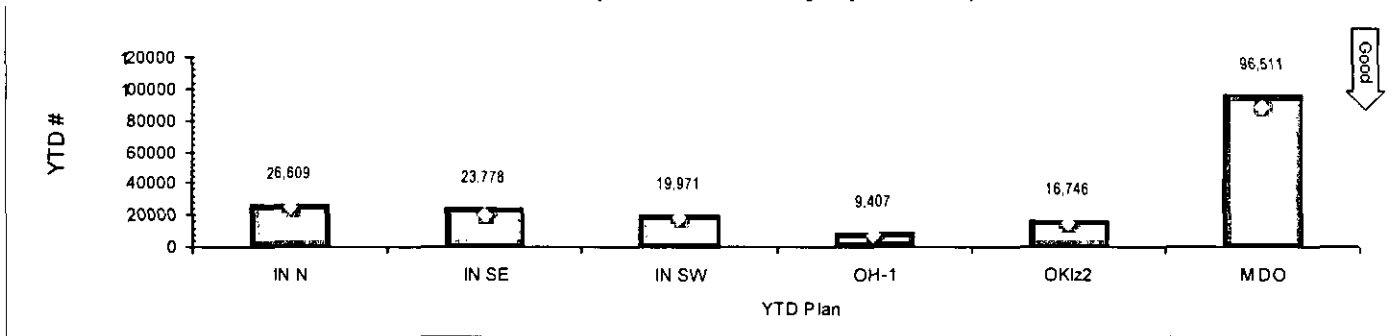 120000
100000
80000
60000
40000
20000
0
YTD #
26,609
23.778
19,971
9.407
16,746
96,511
Good
IN N
IN SE
IN SW
OH-1
OKIz2
MDO
YTD Plan